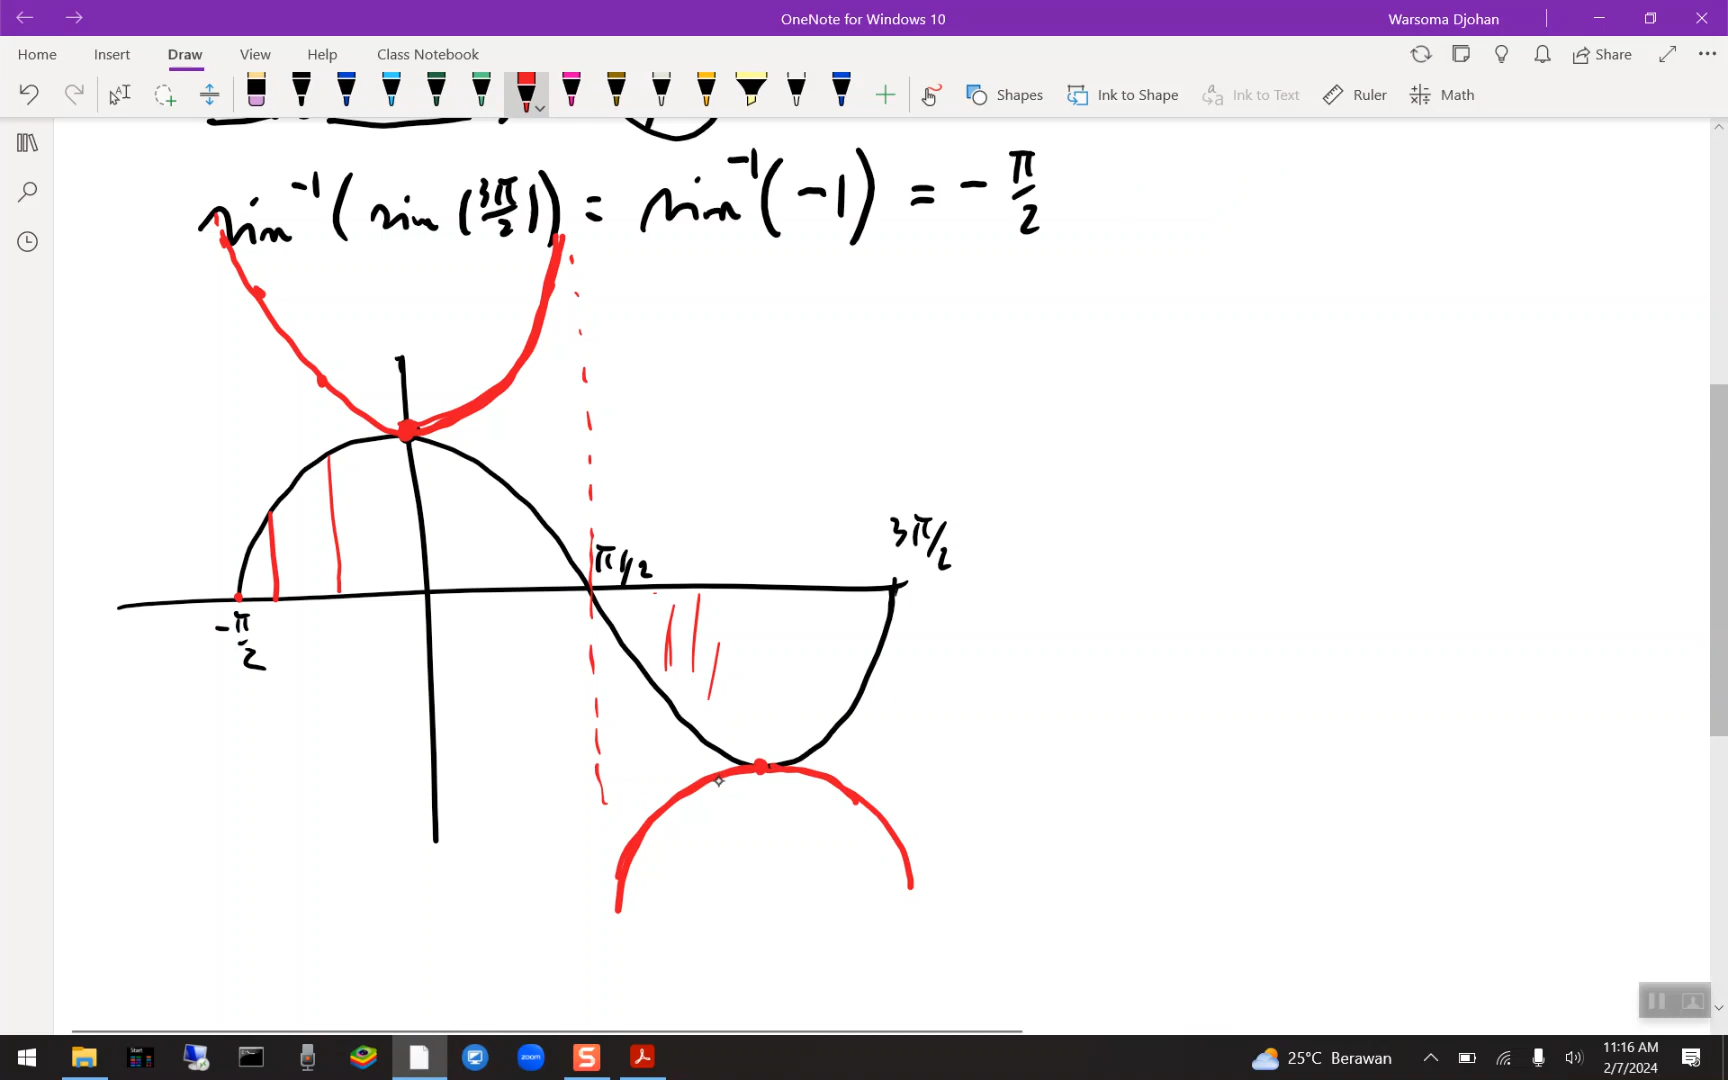 OneNote for Windows 10
Warsoma Djohan
Home Insert Draw View Help Class Notebook
Share
Shapes Ink to Shape Ink to Text Ruler Math
sin⁻¹(sin(3π/2)) = sin⁻¹(-1) = - π/2
3π/2
π/2
-π/2
Start
zoom
S
25°C Berawan
11:16 AM
2/7/2024